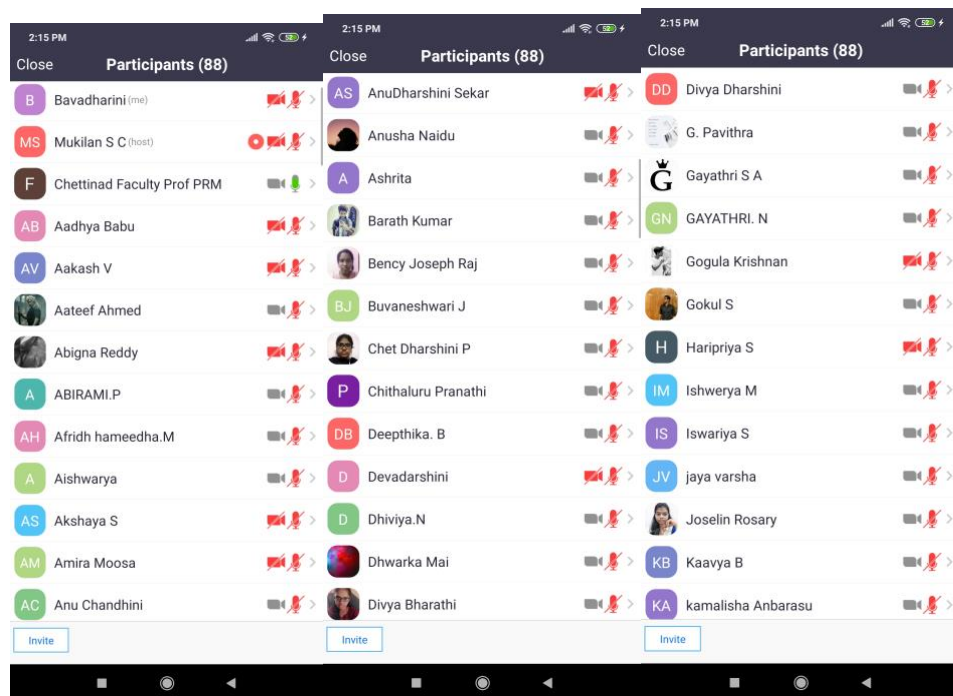 2:15 PM
52
Close
Participants (88)
B
Bavadharini (me)
MS
Mukilan S C (host)
F
Chettinad Faculty Prof PRM
AB
Aadhya Babu
AV
Aakash V
Aateef Ahmed
Abigna Reddy
A
ABIRAMI.P
AH
Afridh hameedha.M
A
Aishwarya
AS
Akshaya S
AM
Amira Moosa
AC
Anu Chandhini
Invite
2:15 PM
52
Close
Participants (88)
AS
AnuDharshini Sekar
Anusha Naidu
A
Ashrita
Barath Kumar
Bency Joseph Raj
BJ
Buvaneshwari J
Chet Dharshini P
P
Chithaluru Pranathi
DB
Deepthika. B
D
Devadarshini
D
Dhiviya.N
Dhwarka Mai
Divya Bharathi
Invite
2:15 PM
52
Close
Participants (88)
DD
Divya Dharshini
G. Pavithra
G
Gayathri S A
GN
GAYATHRI. N
Gogula Krishnan
Gokul S
H
Haripriya S
IM
Ishwerya M
IS
Iswariya S
JV
jaya varsha
Joselin Rosary
KB
Kaavya B
KA
kamalisha Anbarasu
Invite